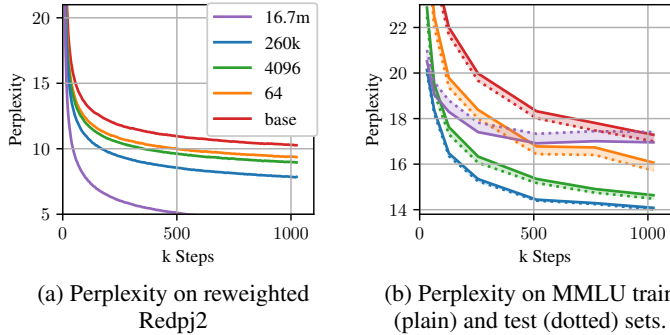 20
15
10
5
Perplexity
0
500
1000
k Steps
16.7m
260k
4096
64
base
22
20
18
16
14
Perplexity
0
500
1000
k Steps
(a) Perplexity on reweighted
Redpj2
(b) Perplexity on MMLU train
(plain) and test (dotted) sets.